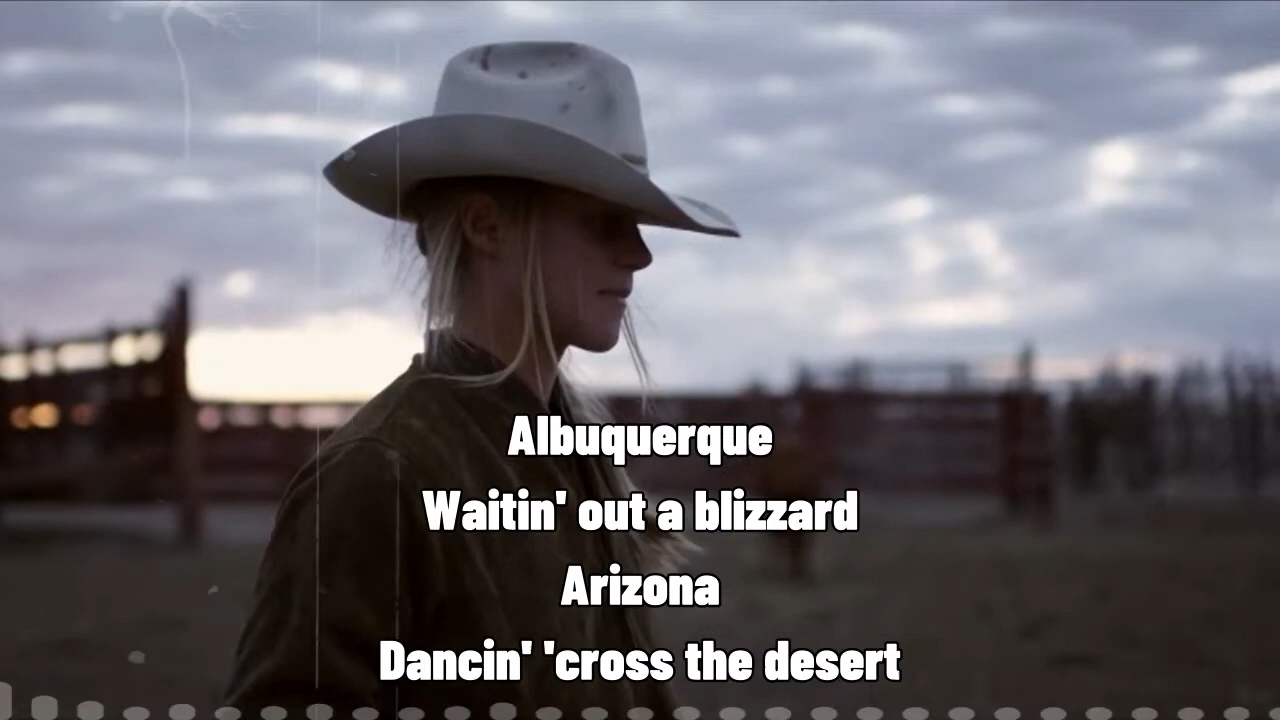 Albuquerque
Waitin' out a blizzard
Arizona
Dancin' 'cross the desert